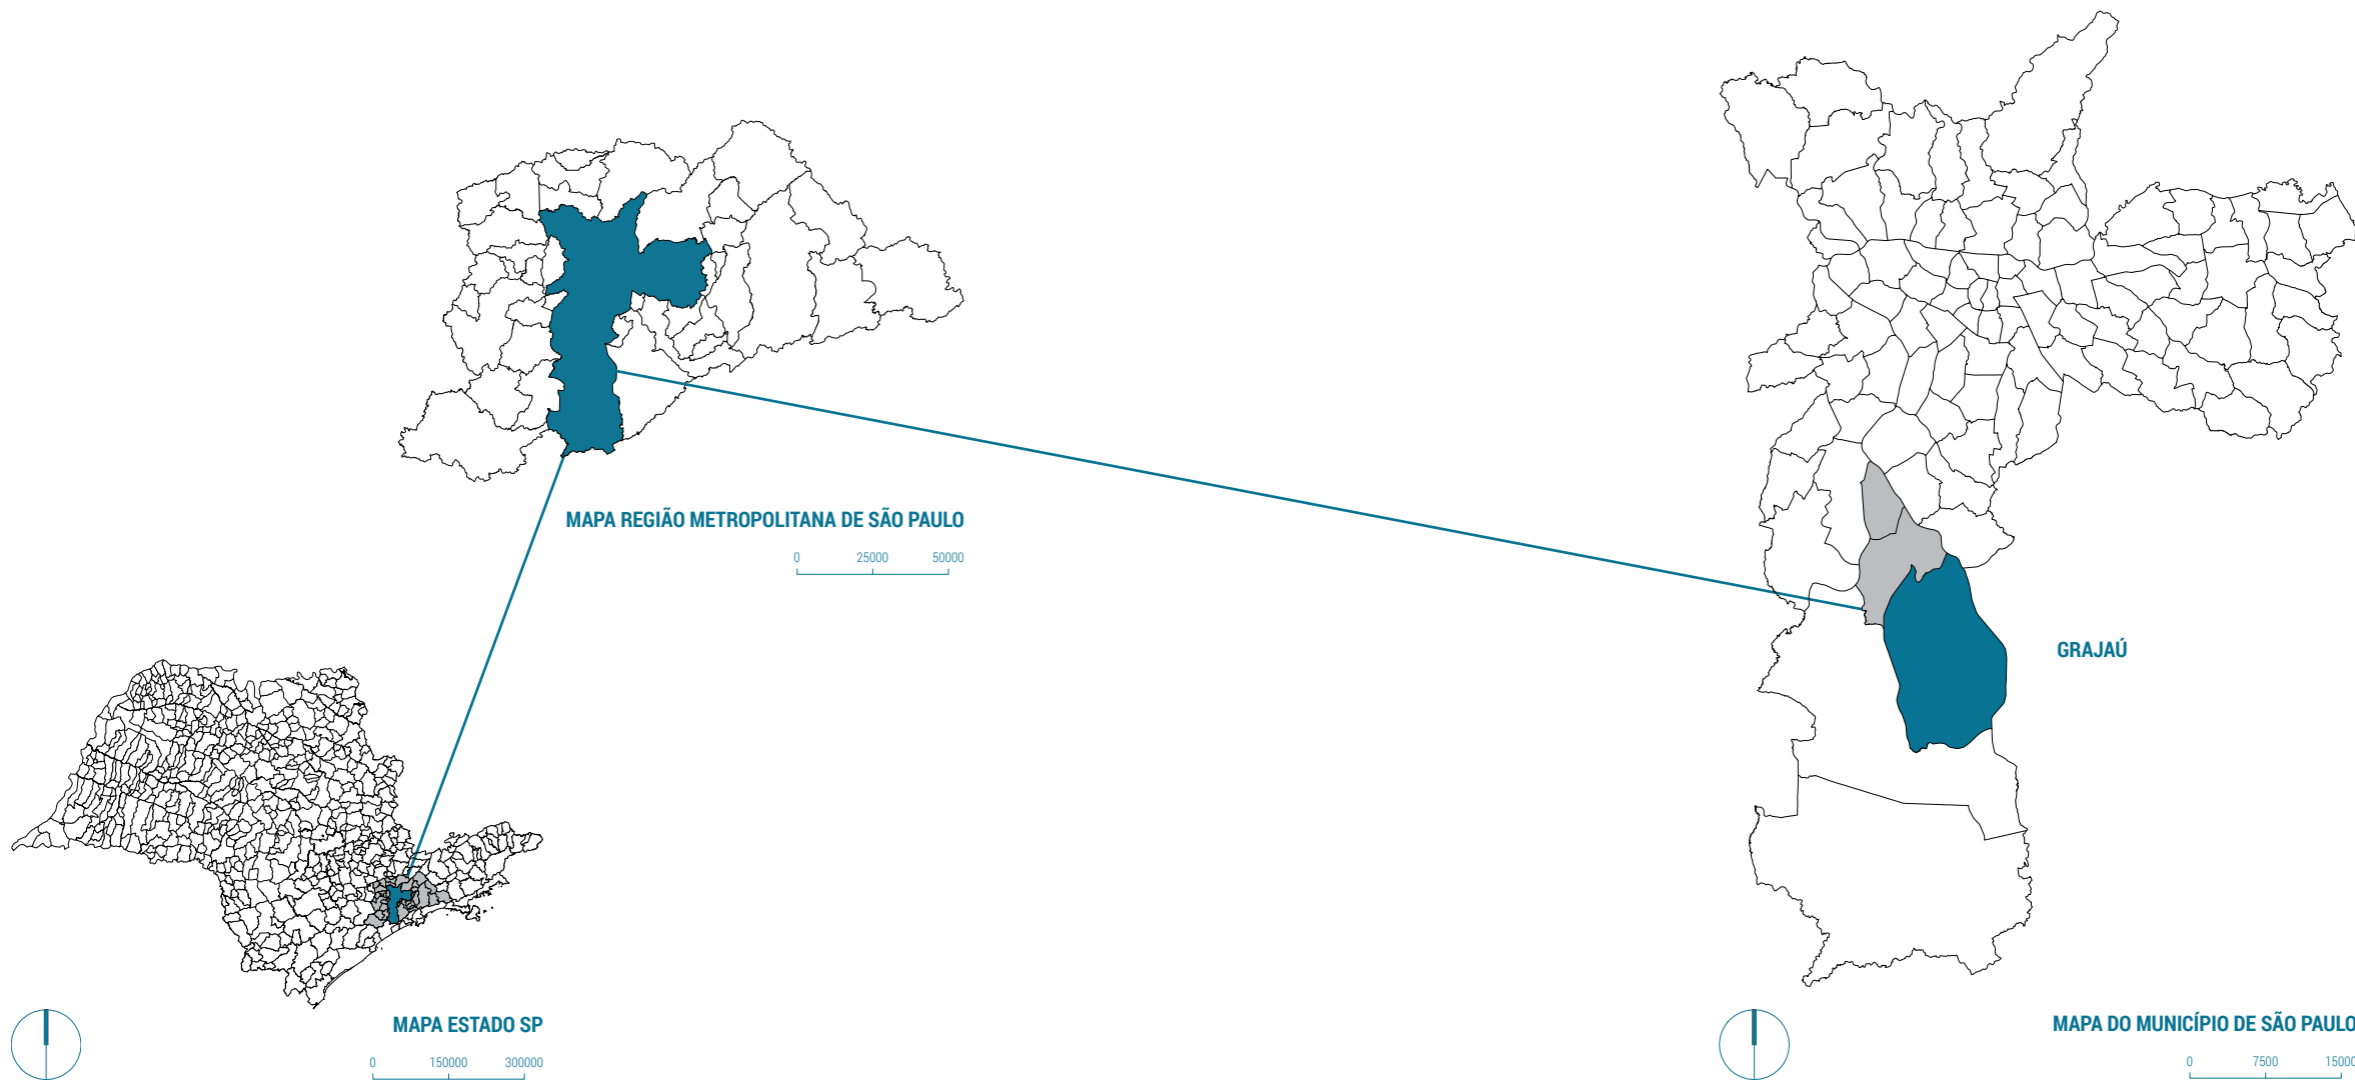 MAPA REGIÃO METROPOLITANA DE SÃO PAULO
0 25000 50000
GRAJAÚ
MAPA ESTADO SP
0 150000 300000
MAPA DO MUNICÍPIO DE SÃO PAULO
0 7500 15000